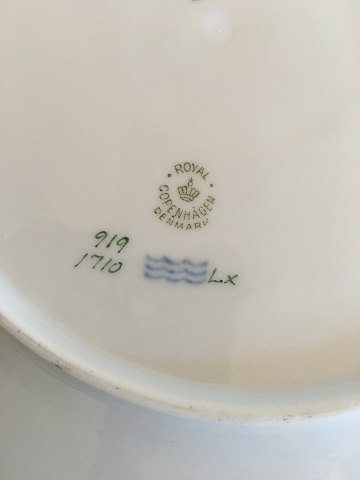 ROYAL
COPENHAGEN
DENMARK
919
1710
L.X